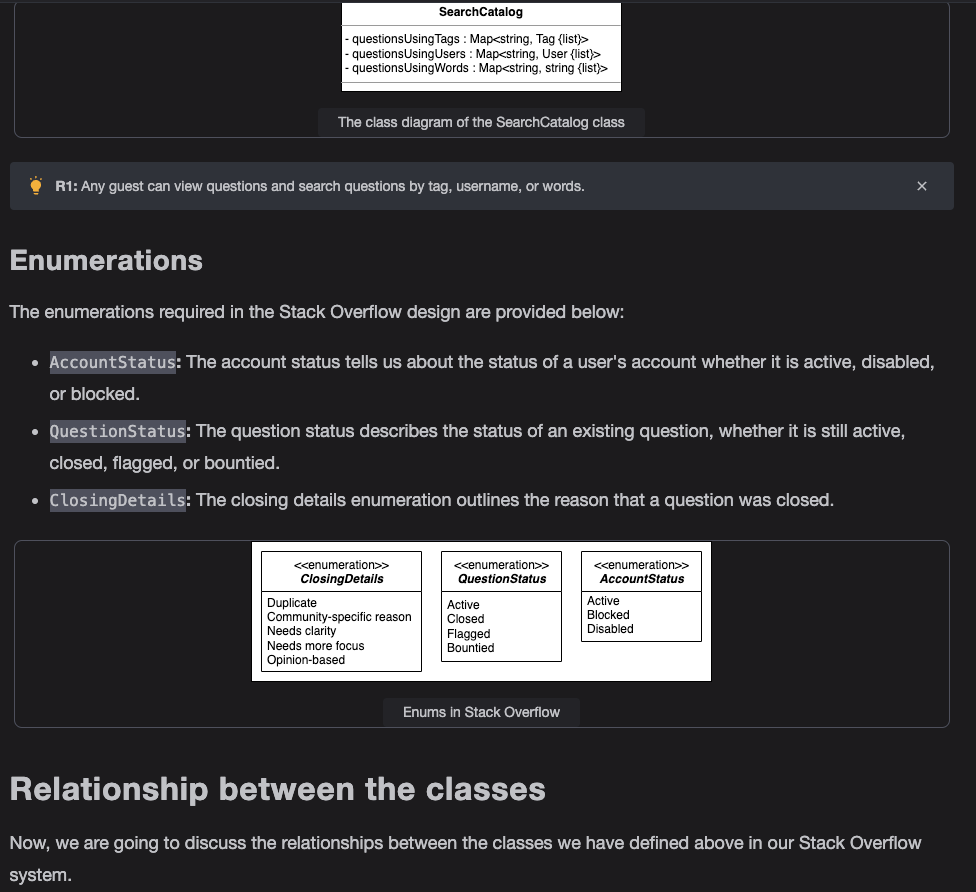 SearchCatalog
- questionsUsingTags : Map<string, Tag {list}>
- questionsUsingUsers : Map<string, User {list}>
- questionsUsingWords : Map<string, string {list}>
The class diagram of the SearchCatalog class
R1: Any guest can view questions and search questions by tag, username, or words.
Enumerations
The enumerations required in the Stack Overflow design are provided below:
• AccountStatus: The account status tells us about the status of a user's account whether it is active, disabled,
or blocked.
• QuestionStatus: The question status describes the status of an existing question, whether it is still active,
closed, flagged, or bountied.
• ClosingDetails: The closing details enumeration outlines the reason that a question was closed.
<<enumeration>>
ClosingDetails
Duplicate
Community-specific reason
Needs clarity
Needs more focus
Opinion-based
<<enumeration>>
QuestionStatus
Active
Closed
Flagged
Bountied
<<enumeration>>
AccountStatus
Active
Blocked
Disabled
Enums in Stack Overflow
Relationship between the classes
Now, we are going to discuss the relationships between the classes we have defined above in our Stack Overflow
system.